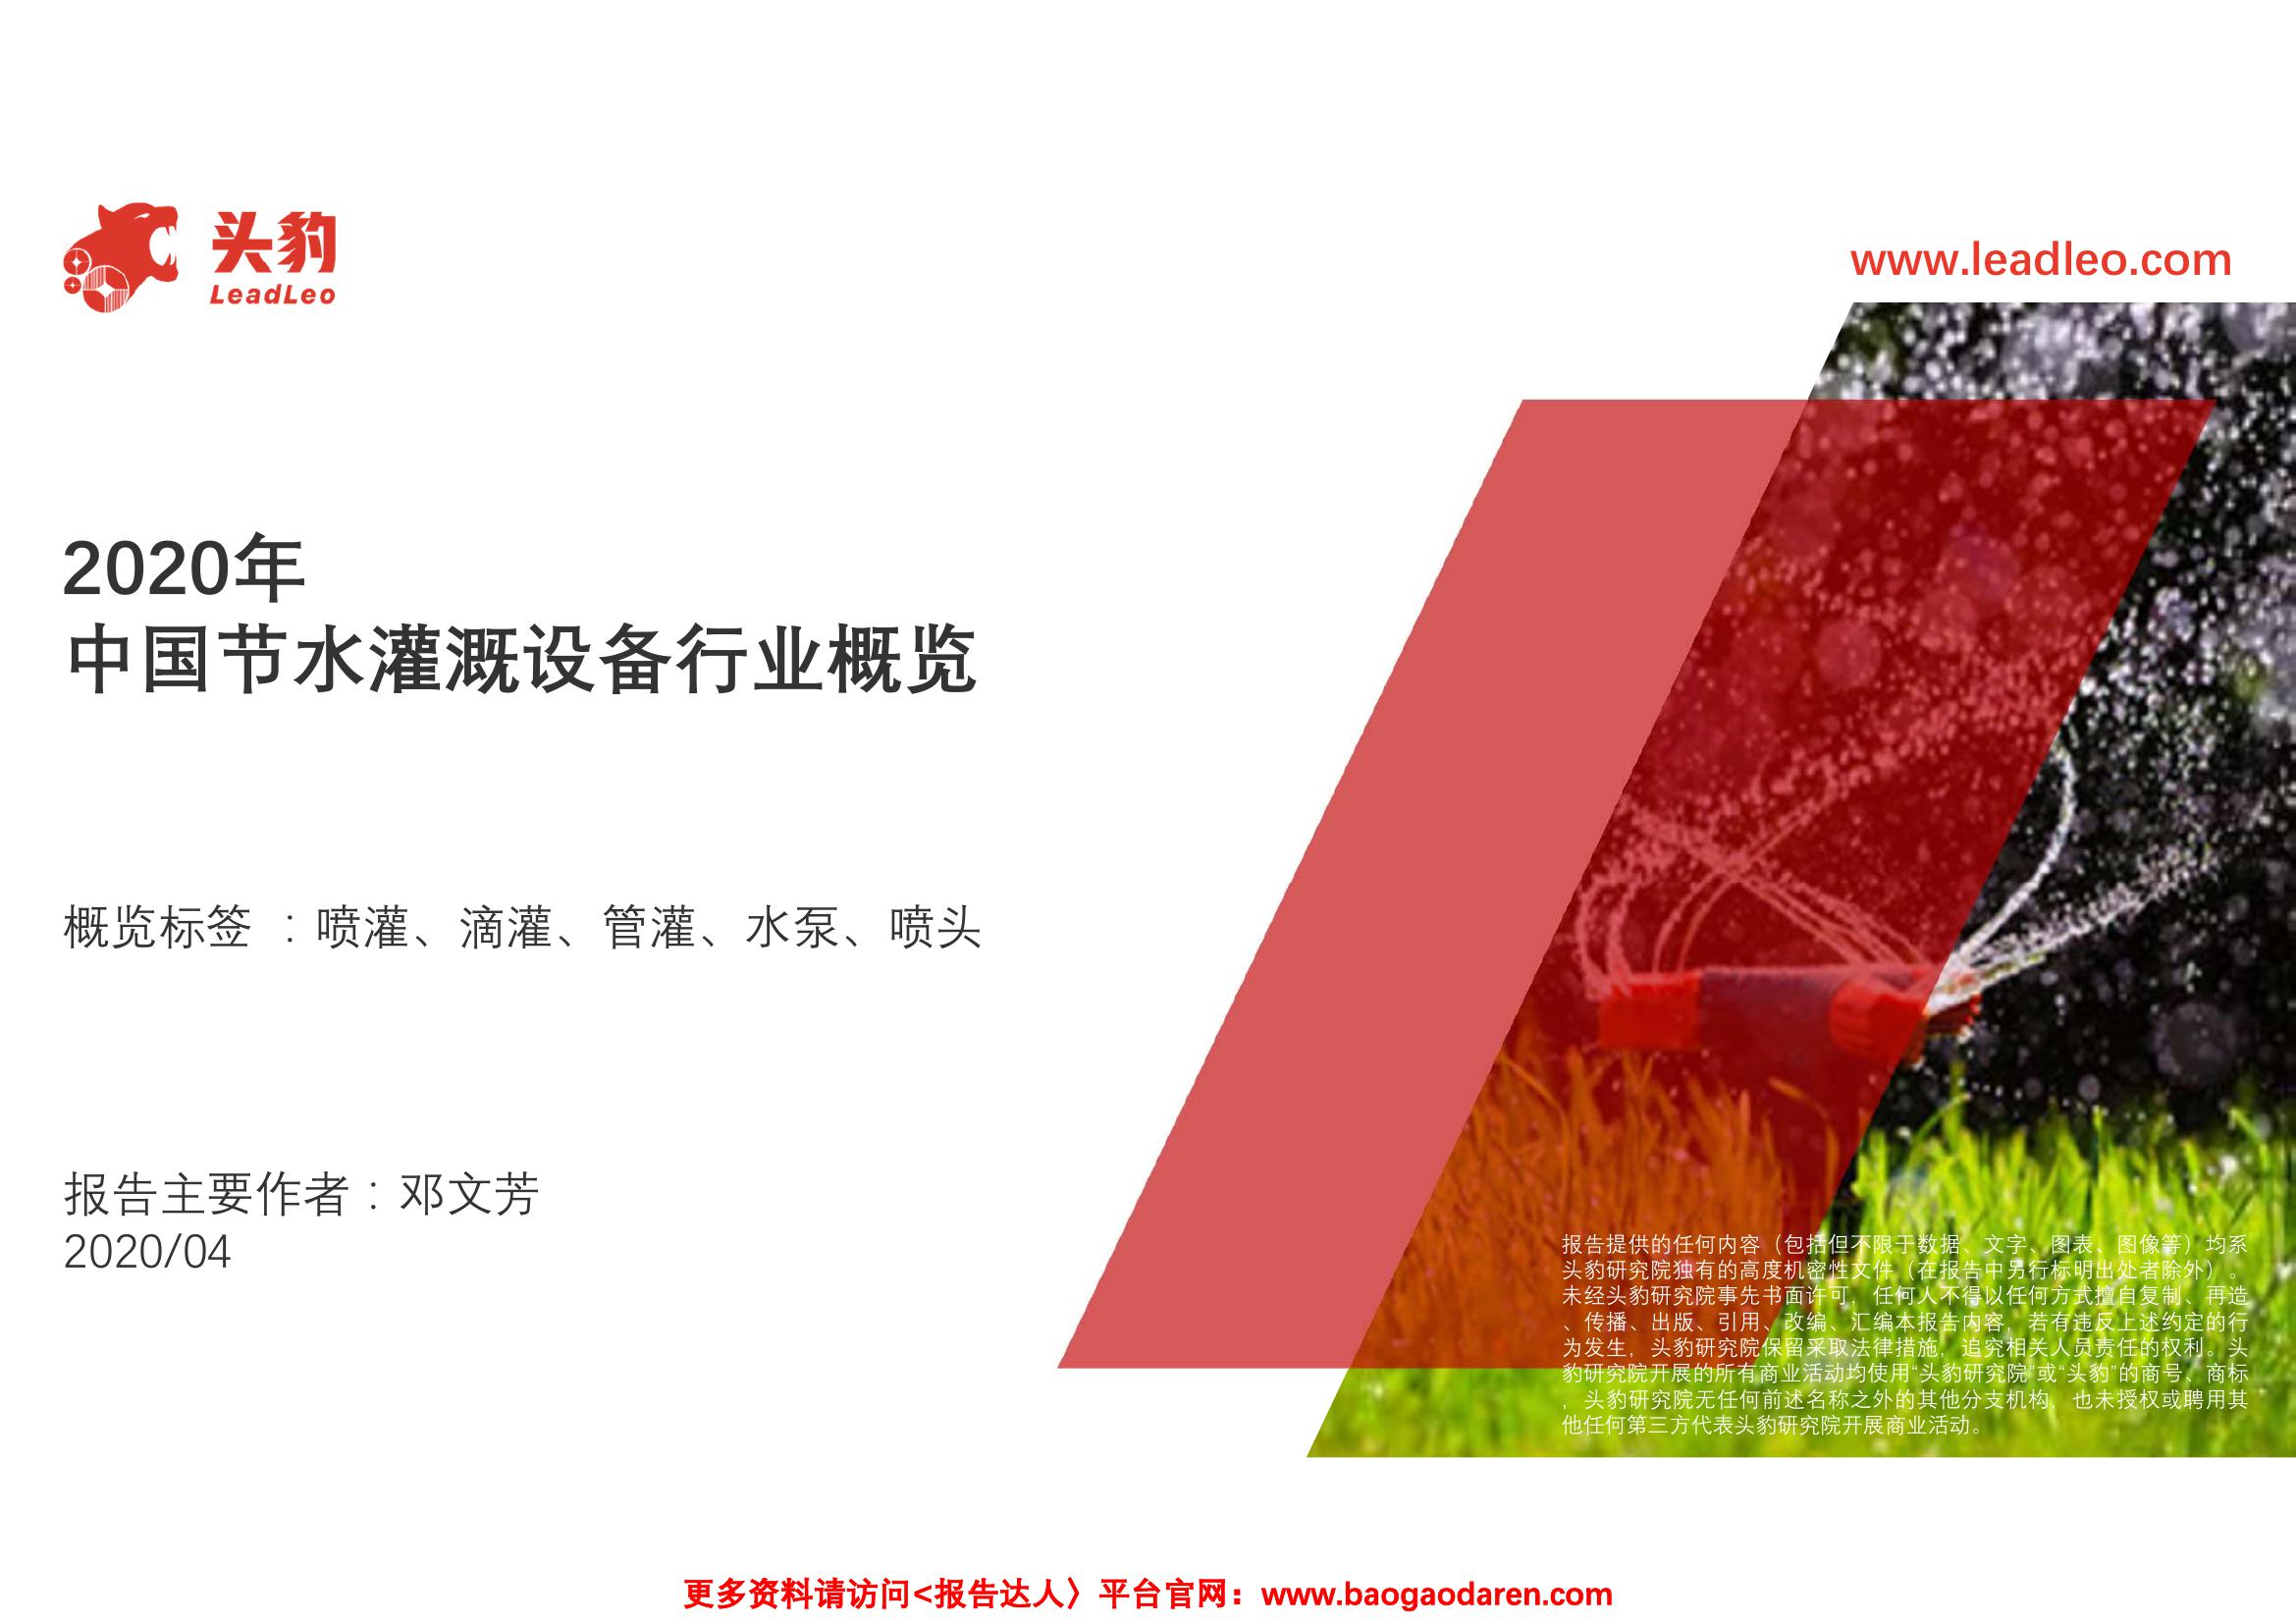 头豹
LeadLeo
www.leadleo.com
2020年
中国节水灌溉设备行业概览
概览标签 ：喷灌、滴灌、管灌、水泵、喷头
报告主要作者：邓文芳
2020/04
报告提供的任何内容（包括但不限于数据、文字、图表、图像等）均系
头豹研究院独有的高度机密性文件（在报告中另行标明出处者除外）。
未经头豹研究院事先书面许可，任何人不得以任何方式擅自复制、再造
、传播、出版、引用、改编、汇编本报告内容，若有违反上述约定的行
为发生，头豹研究院保留采取法律措施，追究相关人员责任的权利。头
豹研究院开展的所有商业活动均使用“头豹研究院”或“头豹”的商号、商标
，头豹研究院无任何前述名称之外的其他分支机构，也未授权或聘用其
他任何第三方代表头豹研究院开展商业活动。
更多资料请访问<报告达人〉平台官网：www.baogaodaren.com